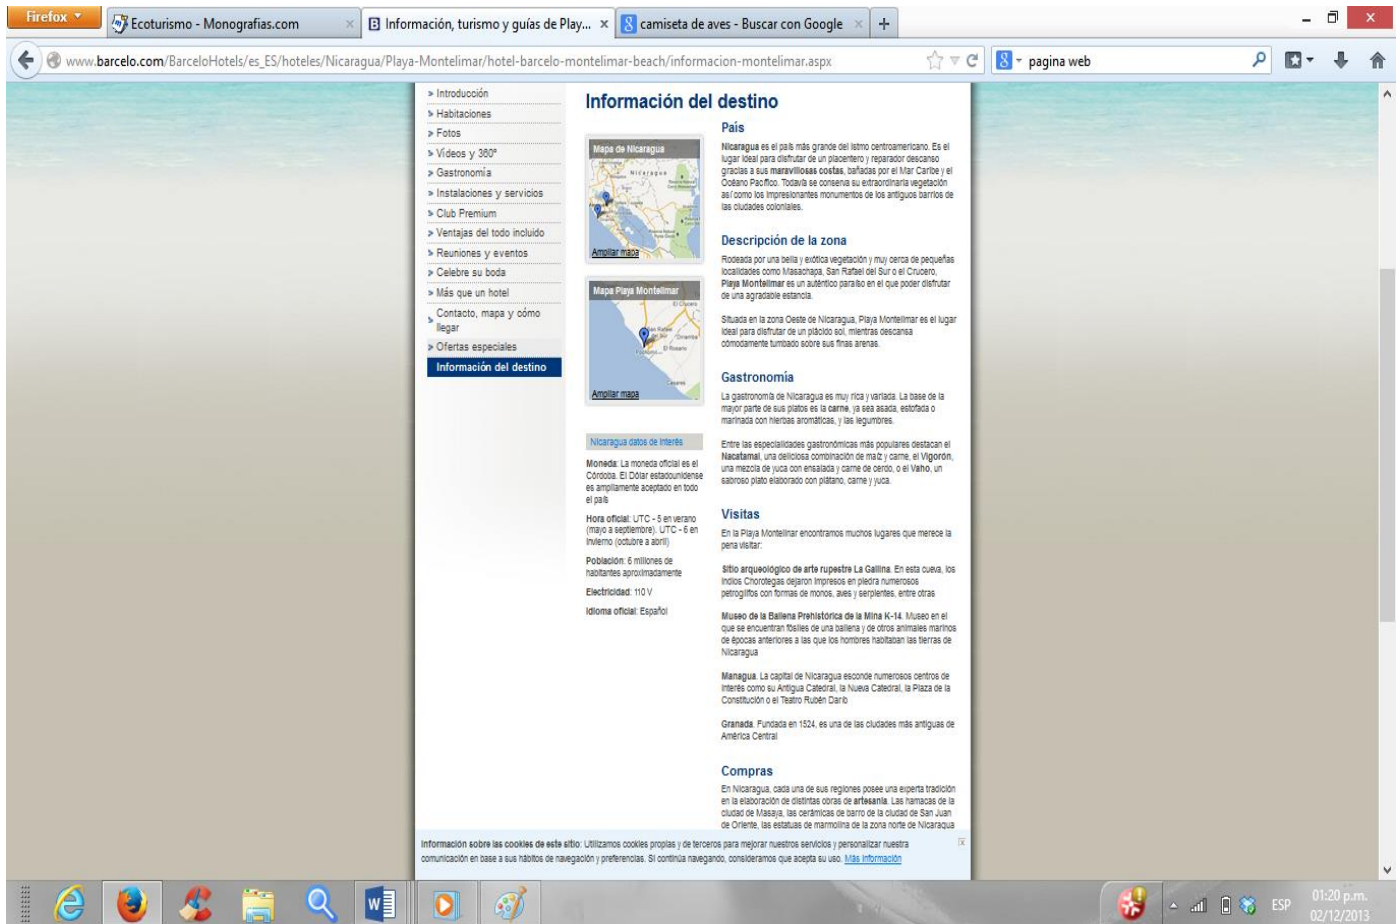 Firefox
Ecoturismo - Monografias.com
Información, turismo y guías de Play...
camiseta de aves - Buscar con Google
www.barcelo.com/BarceloHotels/es_ES/hoteles/Nicaragua/Playa-Montelimar/hotel-barcelo-montelimar-beach/informacion-montelimar.aspx
pagina web
Introducción
Habitaciones
Fotos
Vídeos y 360º
Gastronomía
Instalaciones y servicios
Club Premium
Ventajas del todo incluido
Reuniones y eventos
Celebre su boda
Más que un hotel
Contacto, mapa y cómo
llegar
Ofertas especiales
Información del destino
Información del destino
Mapa de Nicaragua
Nicaragua
Ampliar mapa
Mapa Playa Montelimar
El Crucero
San Rafael
del Sur
Diriamba
El Rosario
Pochomil
Casares
Ampliar mapa
Nicaragua datos de interés
Moneda: La moneda oficial es el
Córdoba. El Dólar estadounidense
es ampliamente aceptado en todo
el país
Hora oficial: UTC - 5 en verano
(mayo a septiembre). UTC - 6 en
invierno (octubre a abril)
Población: 6 millones de
habitantes aproximadamente
Electricidad: 110 V
Idioma oficial: Español
País
Nicaragua es el país más grande del istmo centroamericano. Es el
lugar ideal para disfrutar de un placentero y reparador descanso
gracias a sus maravillosas costas, bañadas por el Mar Caribe y el
Océano Pacífico. Todavía se conserva su extraordinaria vegetación
así como los impresionantes monumentos de los antiguos barrios de
las ciudades coloniales.
Descripción de la zona
Rodeada por una bella y exótica vegetación y muy cerca de pequeñas
localidades como Masachapa, San Rafael del Sur o el Crucero,
Playa Montelimar es un auténtico paraíso en el que poder disfrutar
de una agradable estancia.
Situada en la zona Oeste de Nicaragua, Playa Montelimar es el lugar
ideal para disfrutar de un plácido sol, mientras descansa
cómodamente tumbado sobre sus finas arenas.
Gastronomía
La gastronomía de Nicaragua es muy rica y variada. La base de la
mayor parte de sus platos es la carne, ya sea asada, estofada o
marinada con hierbas aromáticas, y las legumbres.
Entre las especialidades gastronómicas más populares destacan el
Nacatamal, una deliciosa combinación de maíz y carne, el Vigorón,
una mezcla de yuca con ensalada y carne de cerdo, o el Vaho, un
sabroso plato elaborado con plátano, carne y yuca.
Visitas
En la Playa Montelinar encontramos muchos lugares que merece la
pena visitar:
Sitio arqueológico de arte rupestre La Gallina. En esta cueva, los
indios Chorotegas dejaron impresos en piedra numerosos
petroglifos con formas de monos, aves y serpientes, entre otras
Museo de la Ballena Prehistórica de la Mina K-14. Museo en el
que se encuentran fósiles de una ballena y de otros animales marinos
de épocas anteriores a las que los hombres habitaban las tierras de
Nicaragua
Managua. La capital de Nicaragua esconde numerosos centros de
interés como su Antigua Catedral, la Nueva Catedral, la Plaza de la
Constitución o el Teatro Rubén Darío
Granada. Fundada en 1524, es una de las ciudades más antiguas de
América Central
Compras
En Nicaragua, cada una de sus regiones posee una experta tradición
en la elaboración de distintas obras de artesanía. Las hamacas de la
ciudad de Masaya, las cerámicas de barro de la ciudad de San Juan
de Oriente, las estatuas de marmolina de la zona norte de Nicaragua
Información sobre las cookies de este sitio: Utilizamos cookies propias y de terceros para mejorar nuestros servicios y personalizar nuestra
comunicación en base a sus hábitos de navegación y preferencias. Si continúa navegando, consideramos que acepta su uso. Más información
ESP
01:20 p.m.
02/12/2013